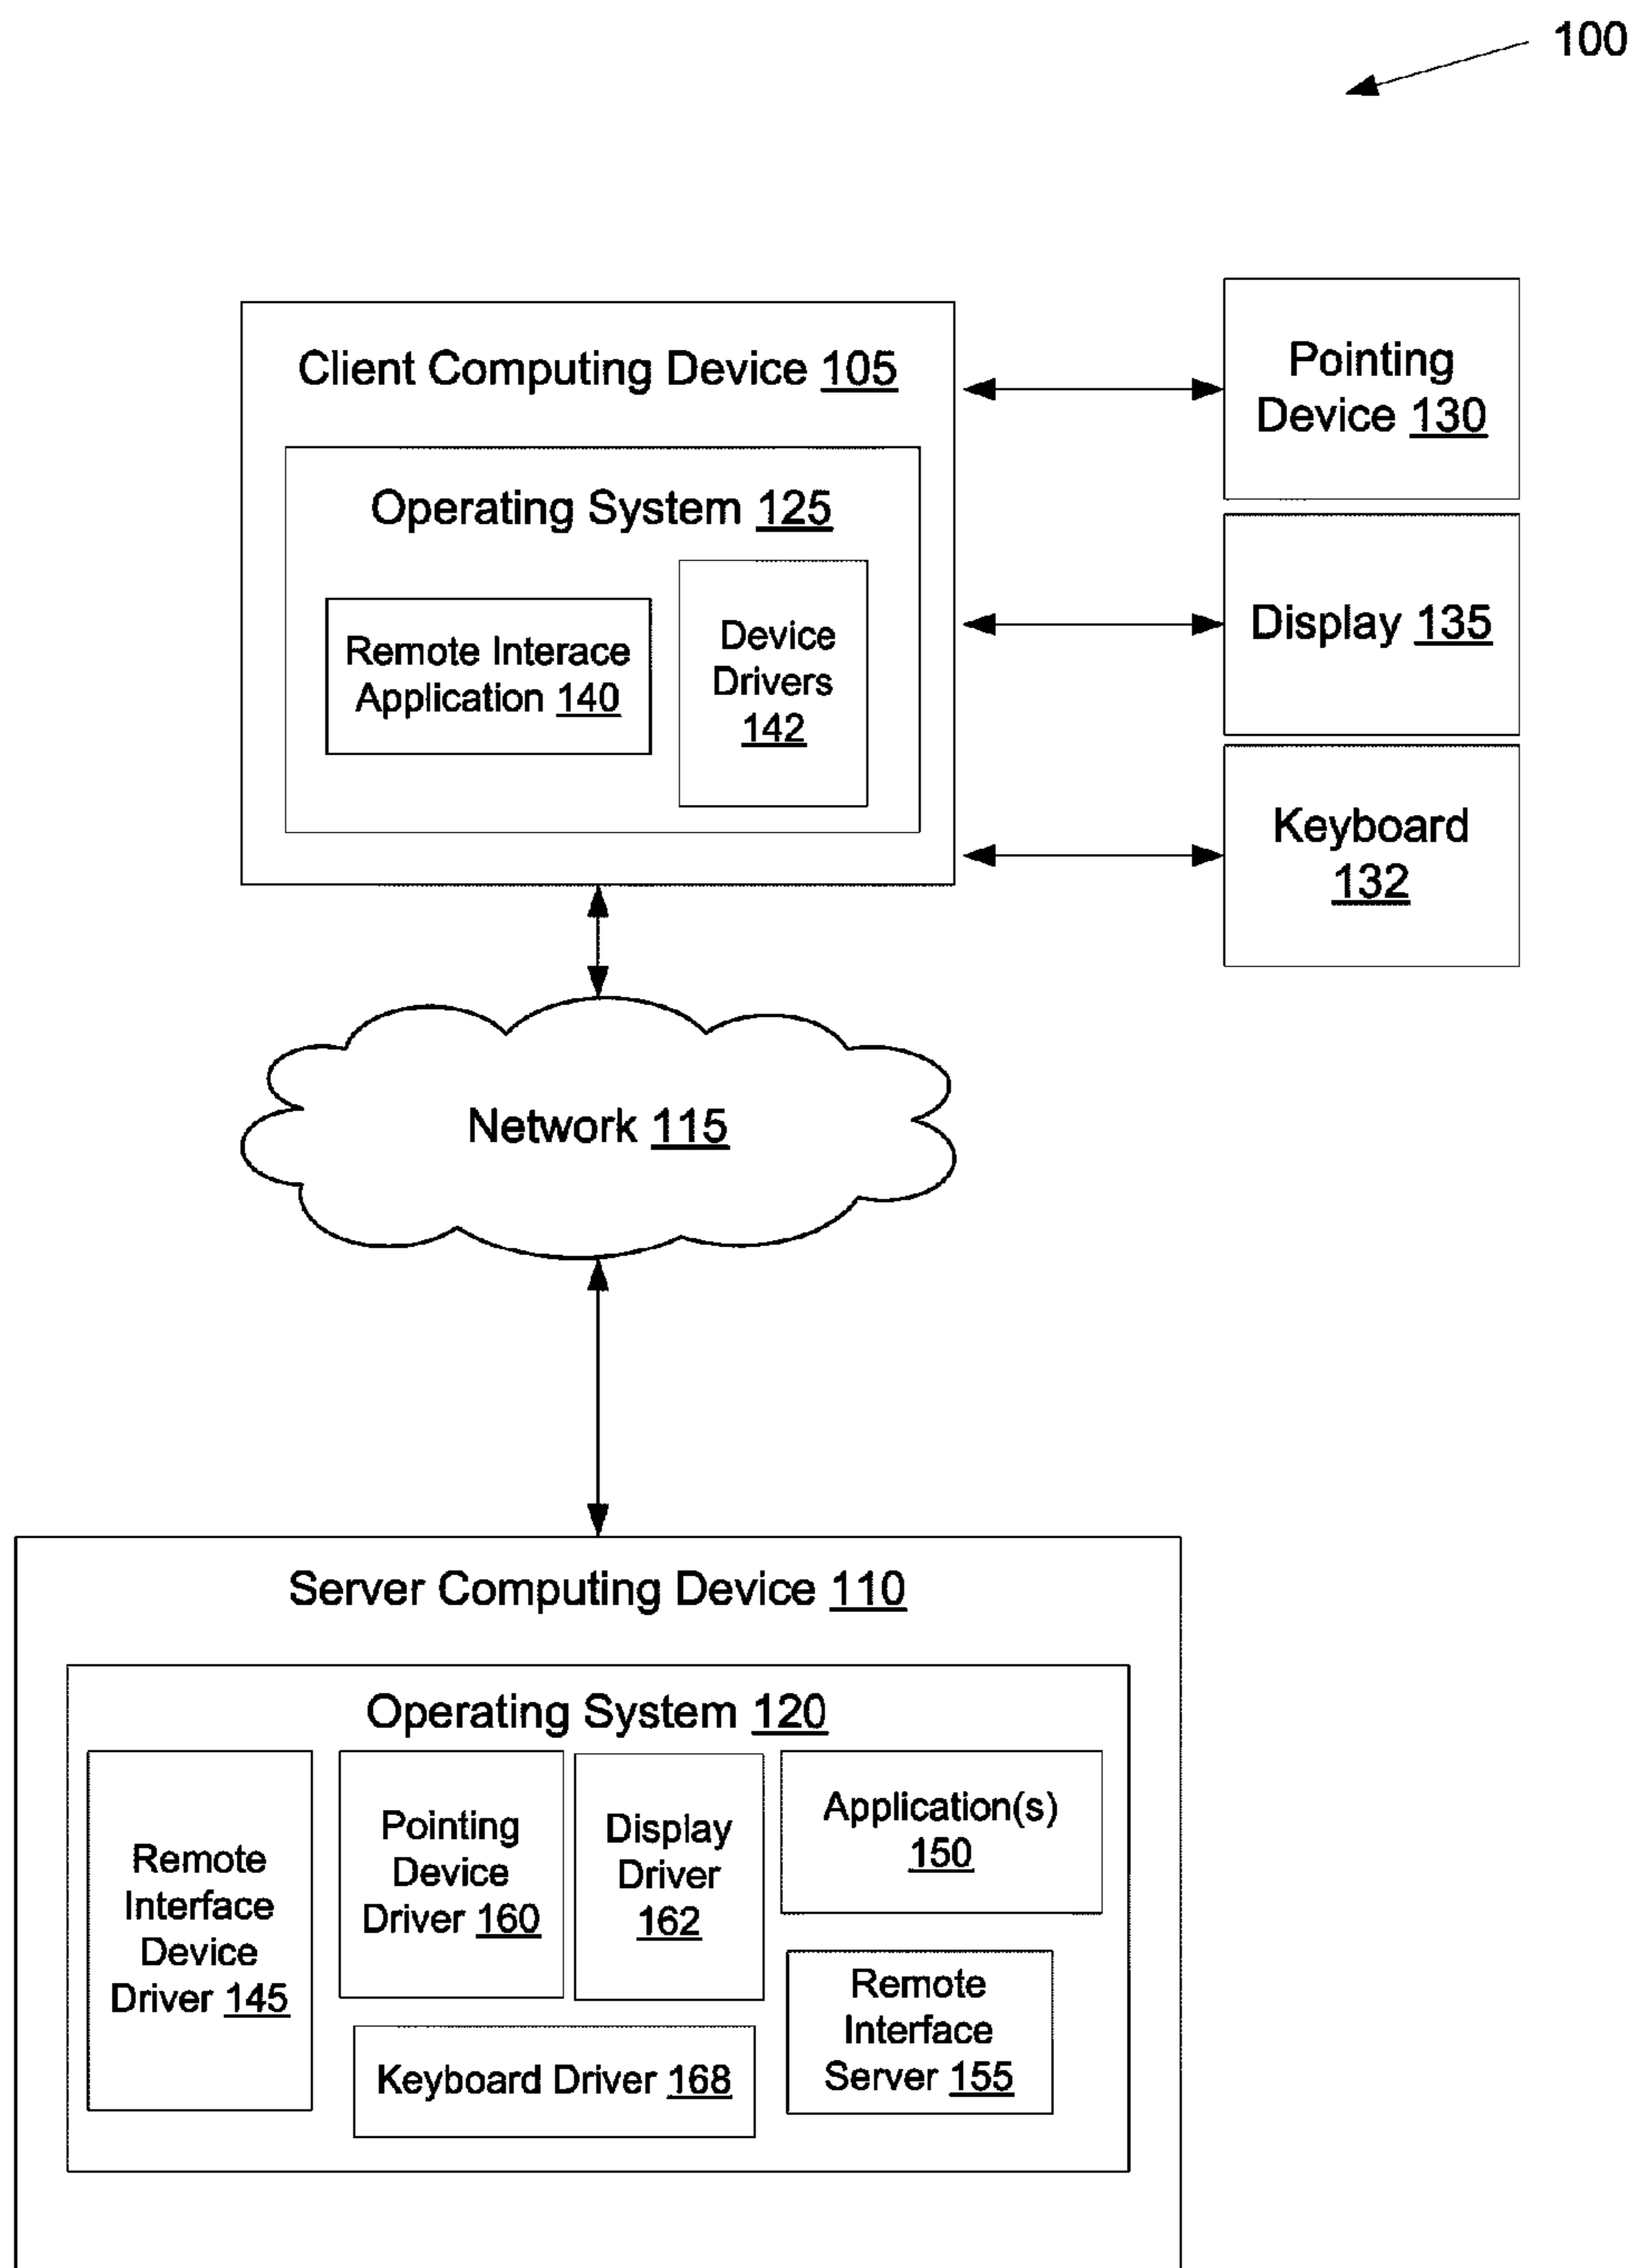 100
Client Computing Device 105
Operating System 125
Remote Interace
Application 140
Device
Drivers
142
Pointing
Device 130
Display 135
Keyboard
132
Network 115
Server Computing Device 110
Operating System 120
Remote
Interface
Device
Driver 145
Pointing
Device
Driver 160
Display
Driver
162
Application(s)
150
Keyboard Driver 168
Remote
Interface
Server 155